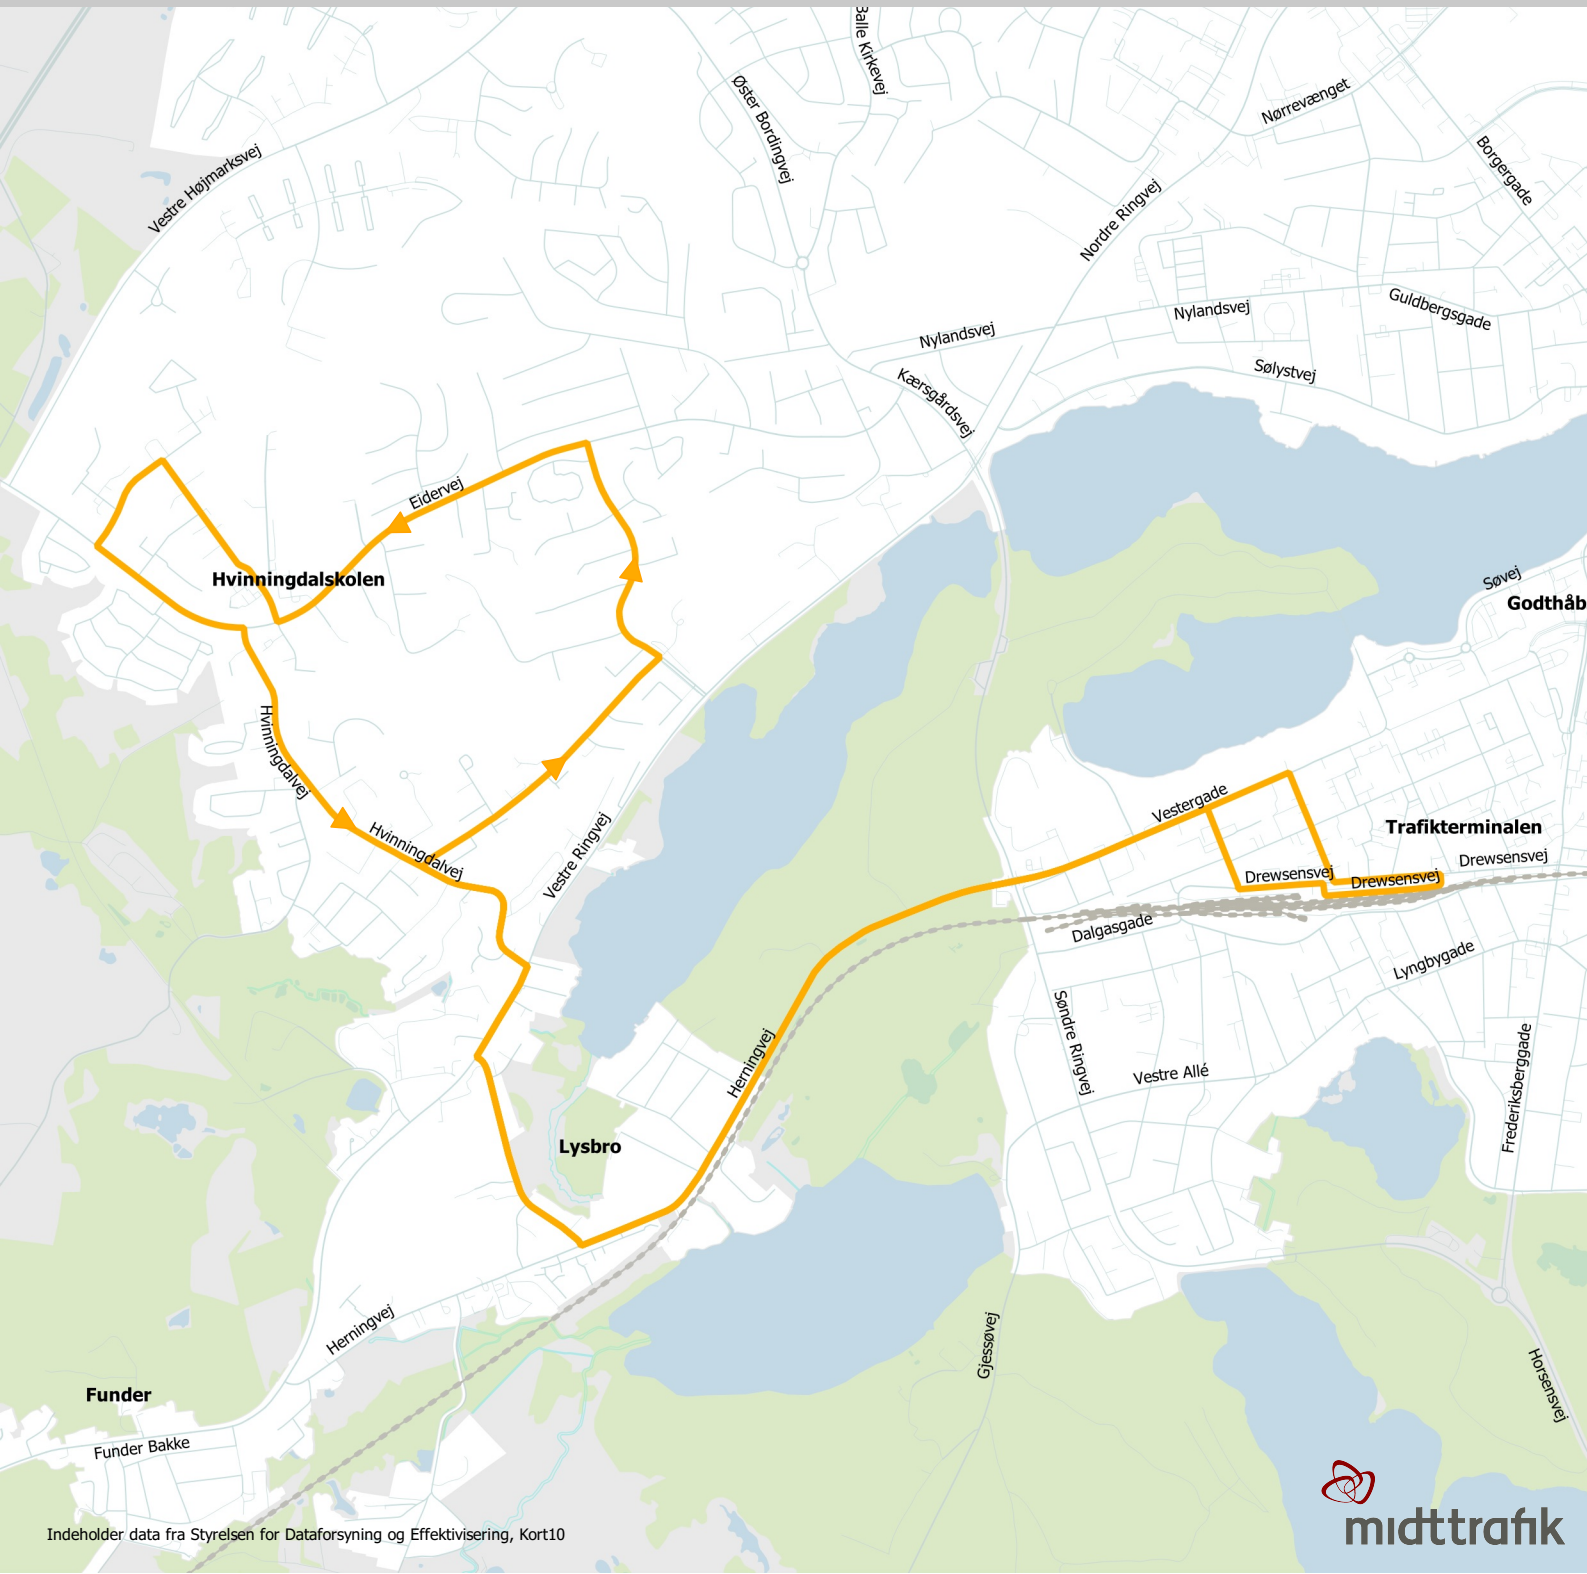 Balle Kirkevej
Øster Bordingvej
Nørrevænget
Borgergade
Vestre Højmarksvej
Nordre Ringvej
Nylandsvej
Nylandsvej
Guldbergsgade
Sølystvej
Kærsgårdsvej
Eidervej
Hvinningdalskolen
Søvej
Godthåb
Hvinningdalvej
Hvinningdalvej
Vestre Ringvej
Vestergade
Trafikterminalen
Drewsensvej
Drewsensvej
Drewsensvej
Dalgasgade
Lyngbygade
Søndre Ringvej
Vestre Allé
Frederiksberggade
Herningvej
Lysbro
Herningvej
Gjessøvej
Horsensvej
Funder
Funder Bakke
Indeholder data fra Styrelsen for Dataforsyning og Effektivisering, Kort10
midttrafik